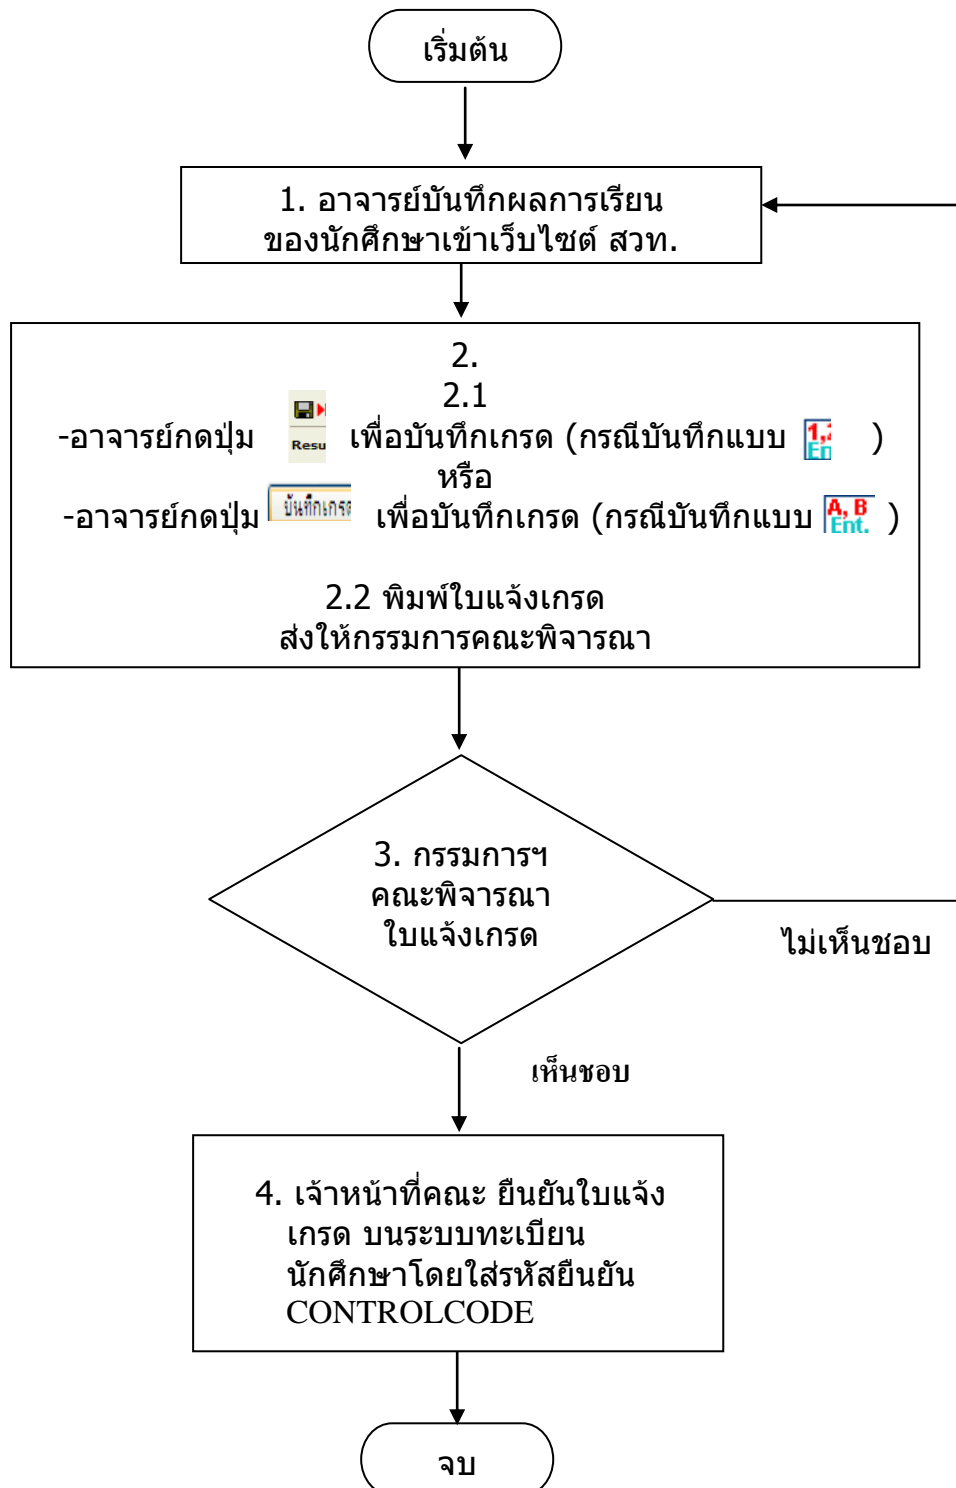 เริ่มต้น
1. อาจารย์บันทึกผลการเรียน
ของนักศึกษาเข้าเว็บไซต์ สวท.
2.
2.1
-อาจารย์กดปุ่ม Resu เพื่อบันทึกเกรด (กรณีบันทึกแบบ 1,2 En )
หรือ
-อาจารย์กดปุ่ม บันทึกเกรด เพื่อบันทึกเกรด (กรณีบันทึกแบบ A, B Ent. )
2.2 พิมพ์ใบแจ้งเกรด
ส่งให้กรรมการคณะพิจารณา
3. กรรมการฯ
คณะพิจารณา
ใบแจ้งเกรด
ไม่เห็นชอบ
เห็นชอบ
4. เจ้าหน้าที่คณะ ยืนยันใบแจ้ง
เกรด บนระบบทะเบียน
นักศึกษาโดยใส่รหัสยืนยัน
CONTROLCODE
จบ